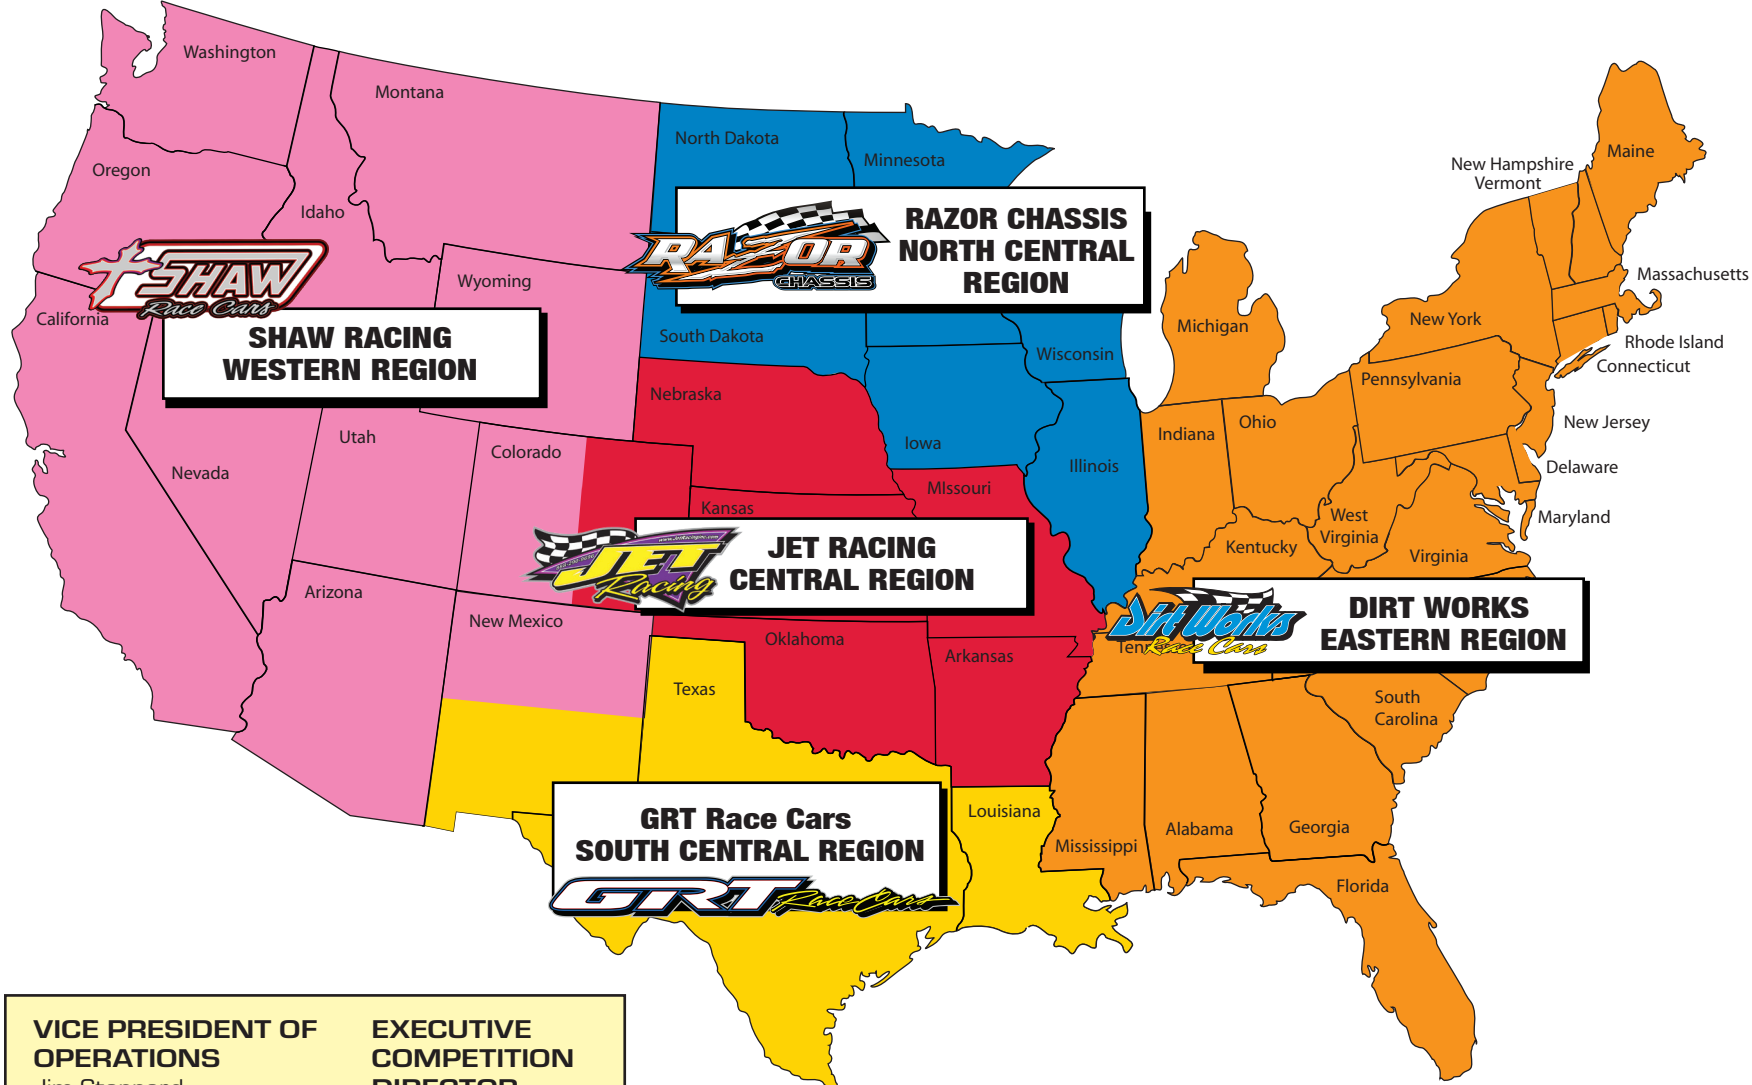 Washington
Montana
North Dakota
Minnesota
Maine
New Hampshire
Vermont
Oregon
Idaho
RAZOR
CHASSIS
RAZOR CHASSIS
NORTH CENTRAL
REGION
SHAW
Race Cars
Wyoming
Massachusetts
California
SHAW RACING
WESTERN REGION
South Dakota
Wisconsin
Michigan
New York
Rhode Island
Connecticut
Nebraska
Pennsylvania
New Jersey
Utah
Colorado
Nevada
Iowa
Illinois
Indiana
Ohio
Delaware
MIssouri
Kansas
West
Virginia
Maryland
Kentucky
Virginia
www.jetracinginc.com
JET
Racing
JET RACING
CENTRAL REGION
Arizona
New Mexico
Oklahoma
Arkansas
Dirt Works
Race Cars
DIRT WORKS
EASTERN REGION
Texas
South
Carolina
Louisiana
GRT Race Cars
SOUTH CENTRAL REGION
GRT Race Cars
Mississippi
Alabama
Georgia
Florida
VICE PRESIDENT OF
OPERATIONS
EXECUTIVE
COMPETITION
DIRECTOR